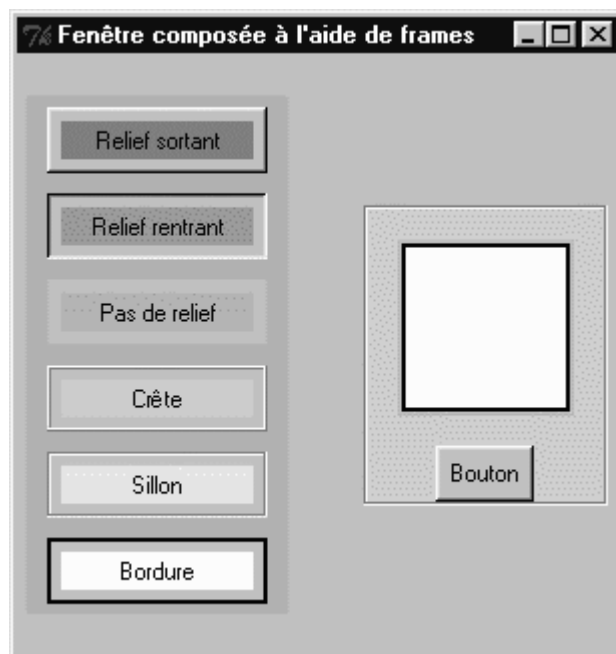 Fenêtre composée à l'aide de frames
Relief sortant
Relief rentrant
Pas de relief
Crête
Sillon
Bordure
Bouton